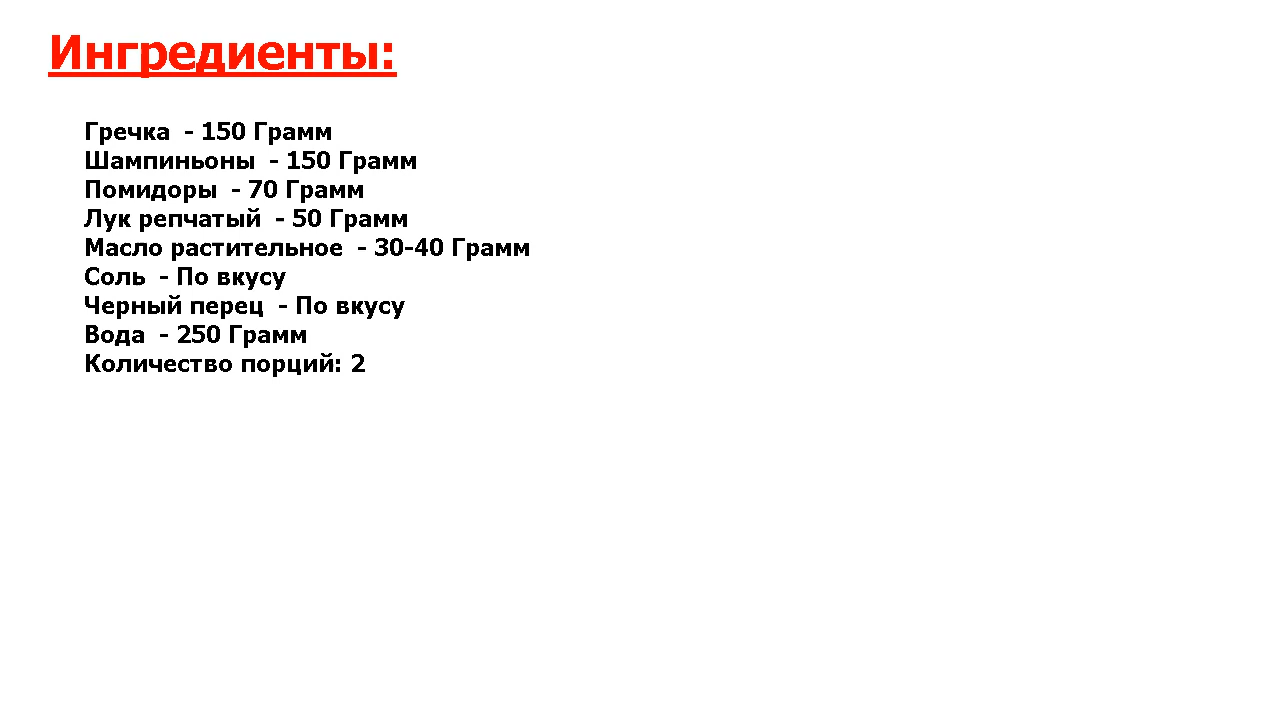 Ингредиенты:
Гречка  - 150 Грамм
Шампиньоны  - 150 Грамм
Помидоры  - 70 Грамм
Лук репчатый  - 50 Грамм
Масло растительное  - 30-40 Грамм
Соль  - По вкусу
Черный перец  - По вкусу
Вода  - 250 Грамм
Количество порций: 2